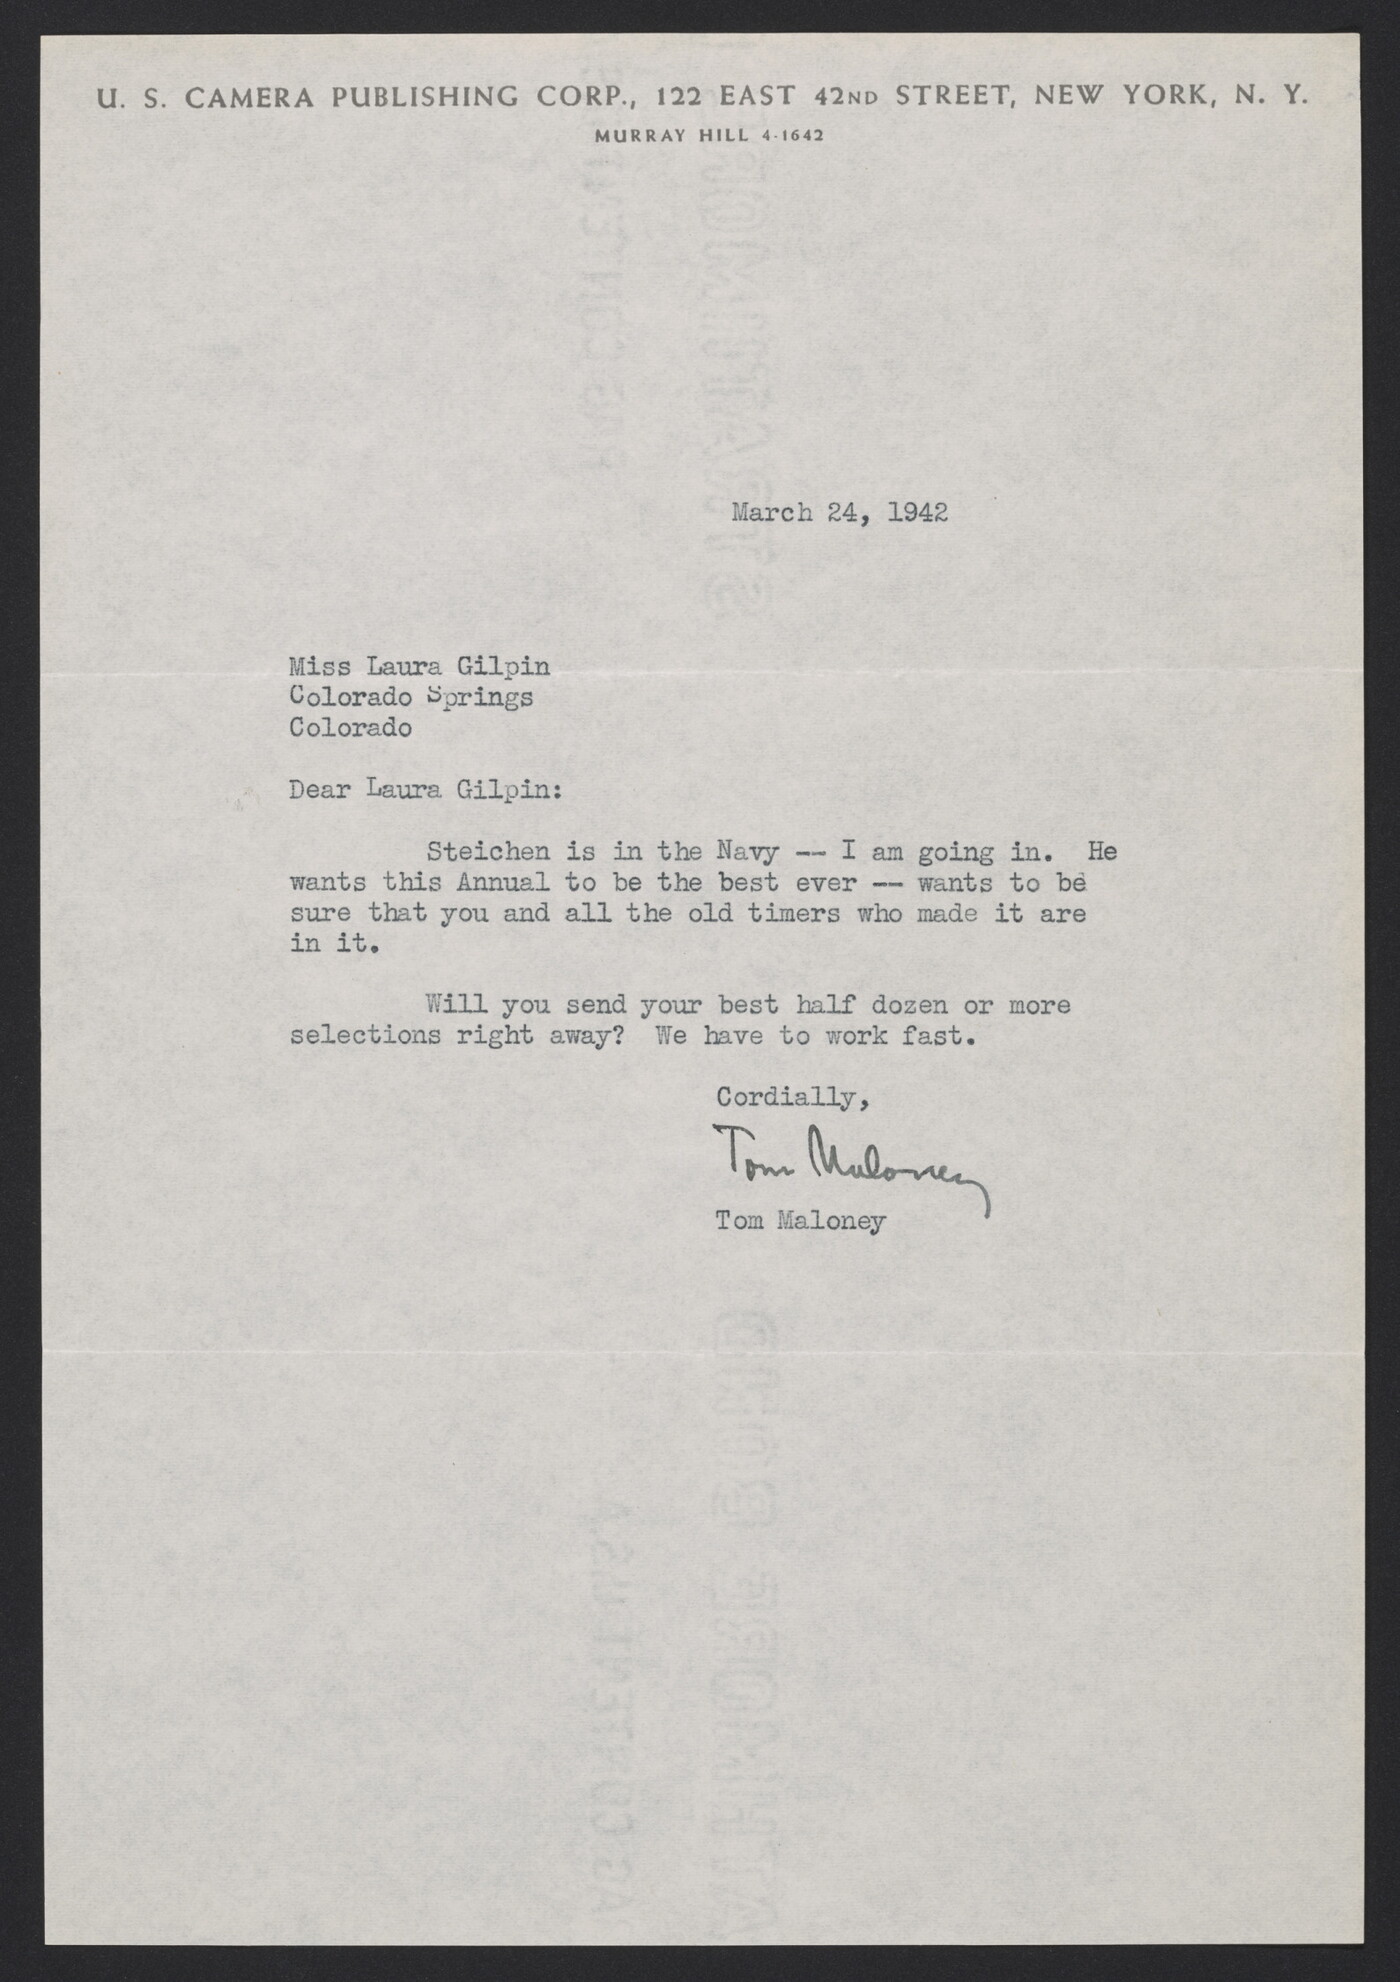 U. S. CAMERA PUBLISHING CORP., 122 EAST 42ND STREET, NEW YORK, N. Y.
MURRAY HILL 4-1642
March 24, 1942
Miss Laura Gilpin
Colorado Springs
Colorado
Dear Laura Gilpin:
Steichen is in the Navy -- I am going in. He
wants this Annual to be the best ever -- wants to be
sure that you and all the old timers who made it are
in it.
Will you send your best half dozen or more
selections right away? We have to work fast.
Cordially,
Tom Maloney
Tom Maloney